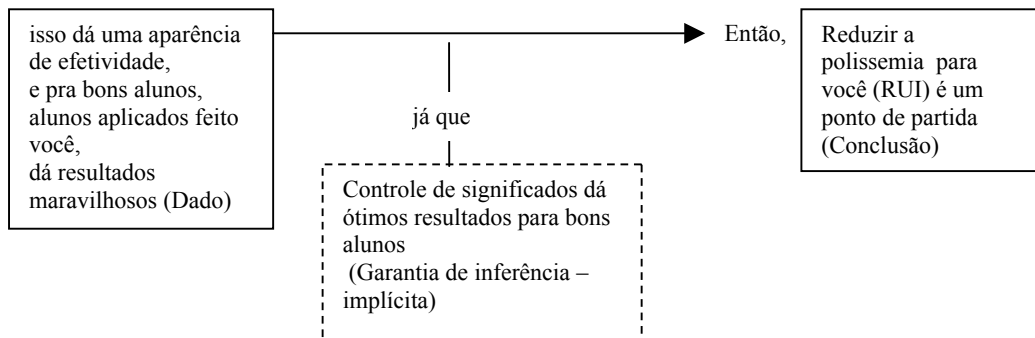 isso dá uma aparência
de efetividade,
e pra bons alunos,
alunos aplicados feito
você,
dá resultados
maravilhosos (Dado)
Então,
Reduzir a
polissemia para
você (RUI) é um
ponto de partida
(Conclusão)
já que
Controle de significados dá
ótimos resultados para bons
alunos
(Garantia de inferência –
implícita)